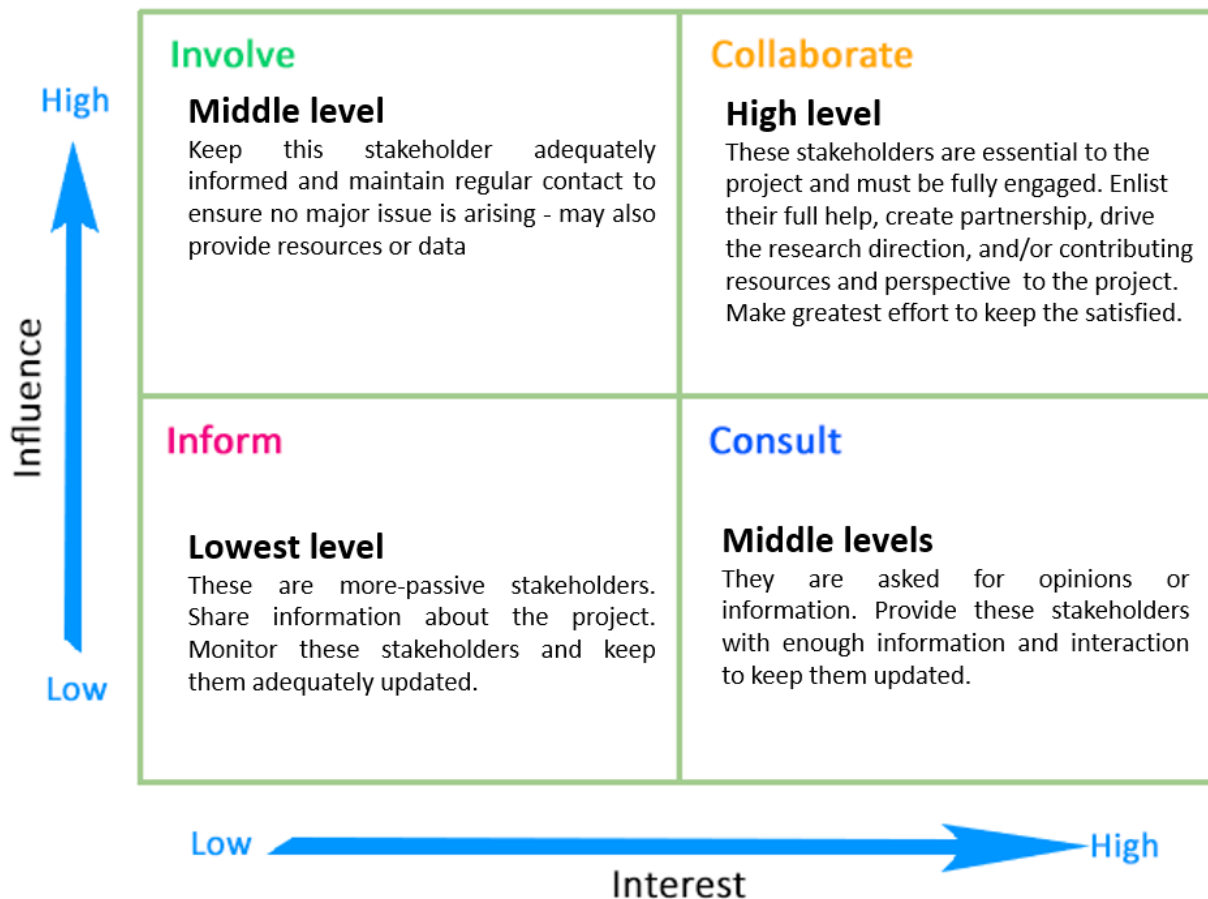 Involve
Middle level
Keep this stakeholder adequately
informed and maintain regular contact to
ensure no major issue is arising - may also
provide resources or data
Collaborate
High level
These stakeholders are essential to the
project and must be fully engaged. Enlist
their full help, create partnership, drive
the research direction, and/or contributing
resources and perspective to the project.
Make greatest effort to keep the satisfied.
High
Influence
Low
Inform
Lowest level
These are more-passive stakeholders.
Share information about the project.
Monitor these stakeholders and keep
them adequately updated.
Consult
Middle levels
They are asked for opinions or
information. Provide these stakeholders
with enough information and interaction
to keep them updated.
Low
High
Interest